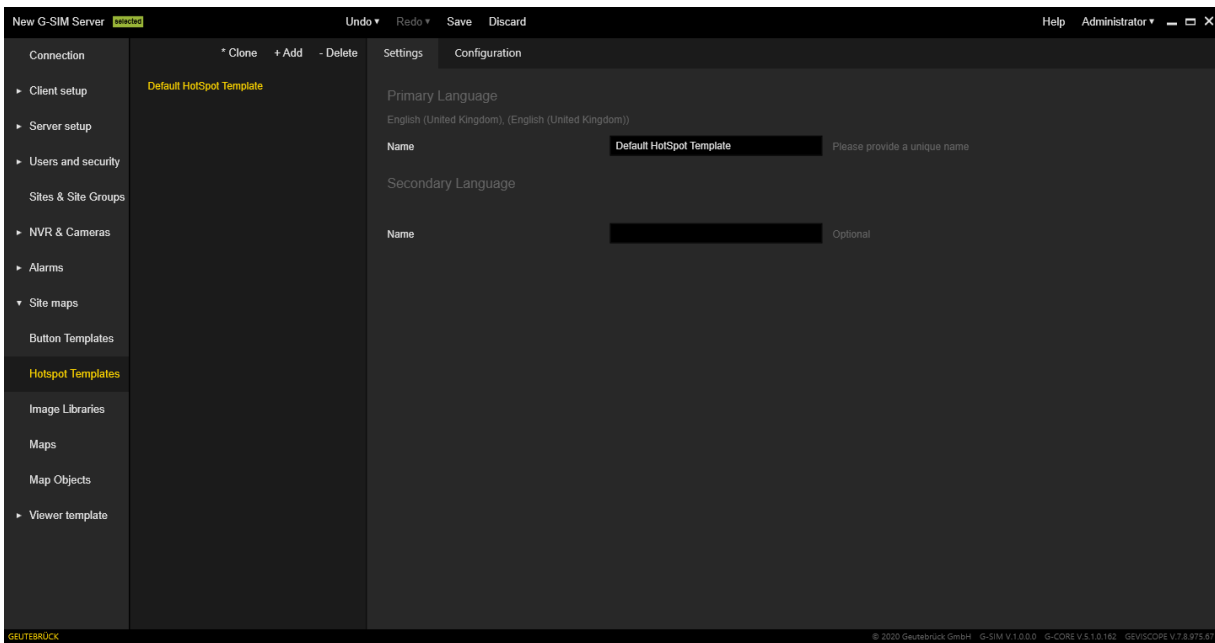 New G-SIM Server selected Undo ▾ Redo ▾ Save Discard Help Administrator ▾
Connection
* Clone + Add - Delete
Settings Configuration
► Client setup
Default HotSpot Template
Primary Language
English (United Kingdom), (English (United Kingdom))
► Server setup
Name Default HotSpot Template Please provide a unique name
► Users and security
Secondary Language
Sites & Site Groups
► NVR & Cameras
Name Optional
► Alarms
▾ Site maps
Button Templates
Hotspot Templates
Image Libraries
Maps
Map Objects
► Viewer template
GEUTEBRÜCK © 2020 Geutebrück GmbH G-SIM V.1.0.0.0 G-CORE V.5.1.0.162 GEVISCOPE V.7.8.975.67